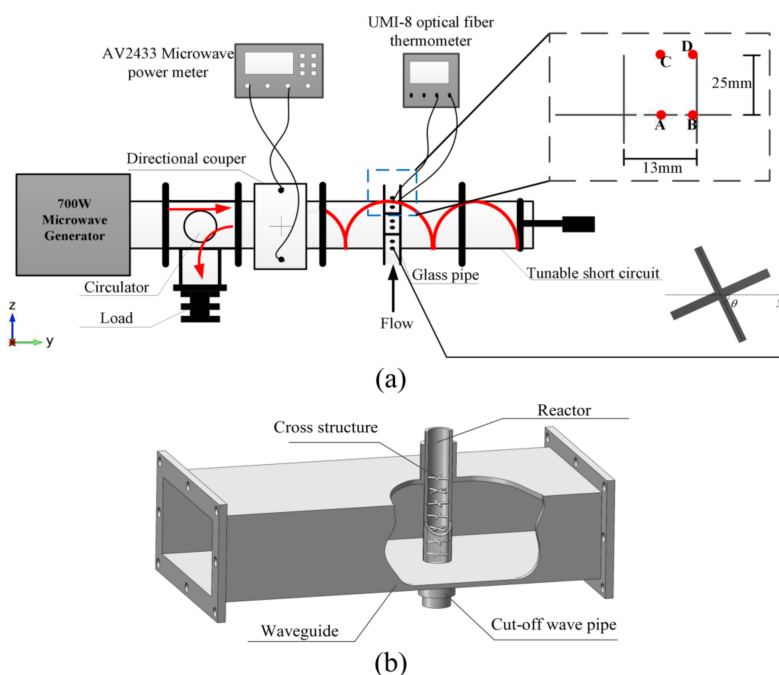 UMI-8 optical fiber
thermometer
AV2433 Microwave
power meter
C
D
25mm
A
B
13mm
Directional couper
700W
Microwave
Generator
Circulator
Glass pipe
Tunable short circuit
Load
Flow
θ
z
y
(a)
Cross structure
Reactor
Waveguide
Cut-off wave pipe
(b)